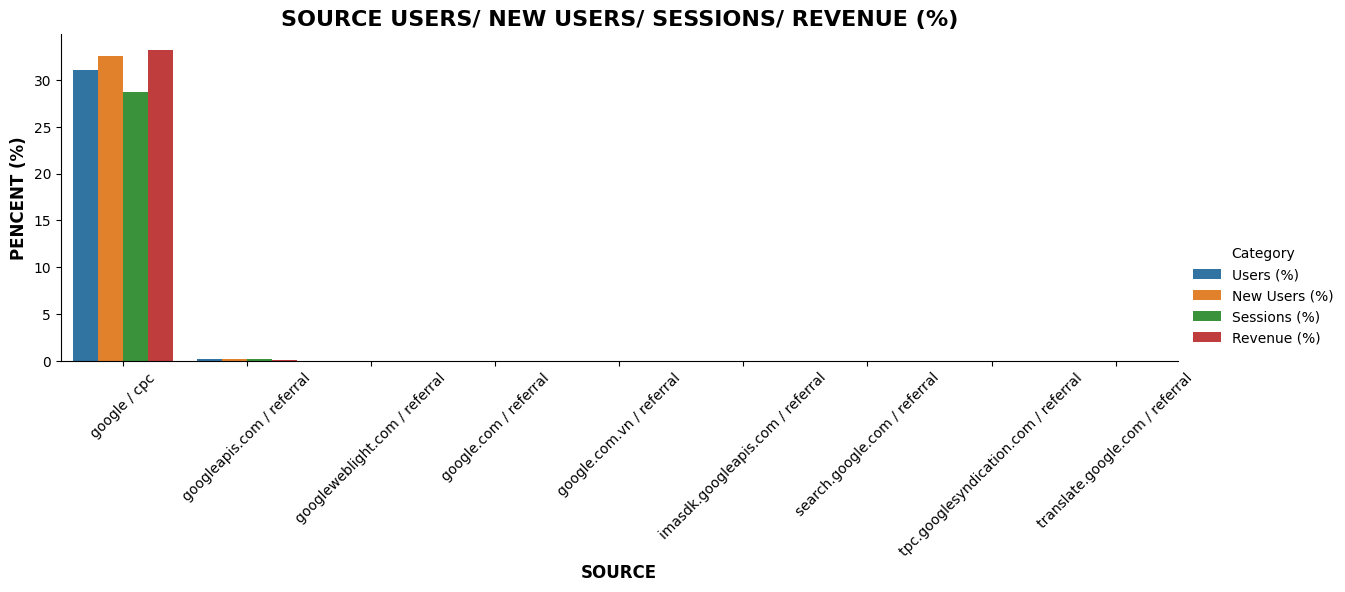 SOURCE USERS/ NEW USERS/ SESSIONS/ REVENUE (%)
PENCENT (%)
30
25
20
15
10
5
0
Category
Users (%)
New Users (%)
Sessions (%)
Revenue (%)
google / cpc
googleapis.com / referral
googleweblight.com / referral
google.com / referral
google.com.vn / referral
imasdk.googleapis.com / referral
search.google.com / referral
tpc.googlesyndication.com / referral
translate.google.com / referral
SOURCE